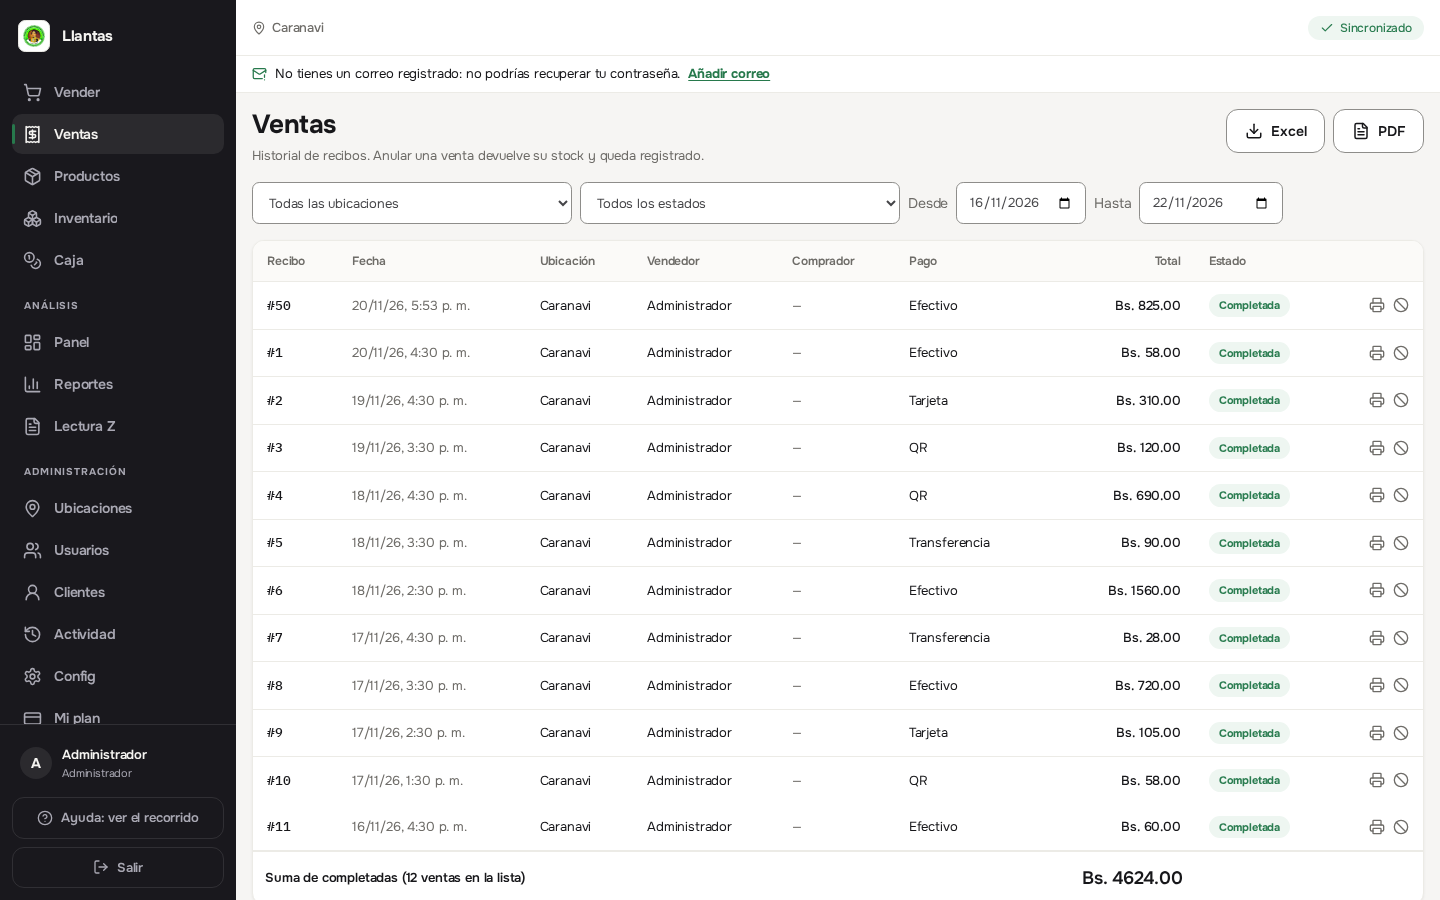 Llantas
Vender
Ventas
Productos
Inventario
Caja
ANÁLISIS
Panel
Reportes
Lectura Z
ADMINISTRACIÓN
Ubicaciones
Usuarios
Clientes
Actividad
Config
Mi plan
A
Administrador
Administrador
Ayuda: ver el recorrido
Salir
Caranavi
Sincronizado
No tienes un correo registrado: no podrías recuperar tu contraseña. Añadir correo
Ventas
Historial de recibos. Anular una venta devuelve su stock y queda registrado.
Excel
PDF
Todas las ubicaciones
Todos los estados
Desde
16/11/2026
Hasta
22/11/2026
Recibo Fecha Ubicación Vendedor Comprador Pago Total Estado
#50 20/11/26, 5:53 p. m. Caranavi Administrador — Efectivo Bs. 825.00 Completada
#1 20/11/26, 4:30 p. m. Caranavi Administrador — Efectivo Bs. 58.00 Completada
#2 19/11/26, 4:30 p. m. Caranavi Administrador — Tarjeta Bs. 310.00 Completada
#3 19/11/26, 3:30 p. m. Caranavi Administrador — QR Bs. 120.00 Completada
#4 18/11/26, 4:30 p. m. Caranavi Administrador — QR Bs. 690.00 Completada
#5 18/11/26, 3:30 p. m. Caranavi Administrador — Transferencia Bs. 90.00 Completada
#6 18/11/26, 2:30 p. m. Caranavi Administrador — Efectivo Bs. 1560.00 Completada
#7 17/11/26, 4:30 p. m. Caranavi Administrador — Transferencia Bs. 28.00 Completada
#8 17/11/26, 3:30 p. m. Caranavi Administrador — Efectivo Bs. 720.00 Completada
#9 17/11/26, 2:30 p. m. Caranavi Administrador — Tarjeta Bs. 105.00 Completada
#10 17/11/26, 1:30 p. m. Caranavi Administrador — QR Bs. 58.00 Completada
#11 16/11/26, 4:30 p. m. Caranavi Administrador — Efectivo Bs. 60.00 Completada
Suma de completadas (12 ventas en la lista) Bs. 4624.00